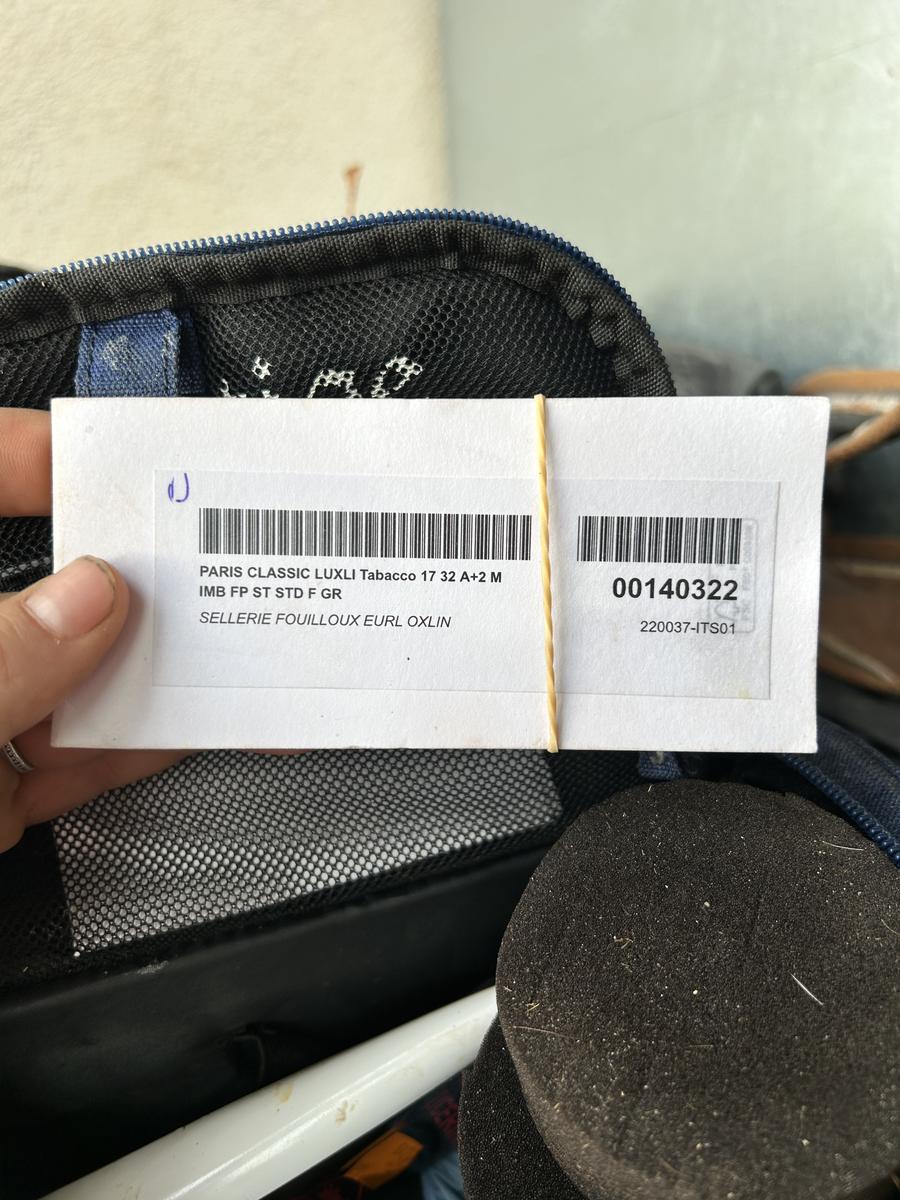 PARIS CLASSIC LUXLI Tabacco 17 32 A+2 M
IMB FP ST STD F GR
SELLERIE FOUILLOUX EURL OXLIN
00140322
220037-ITS01